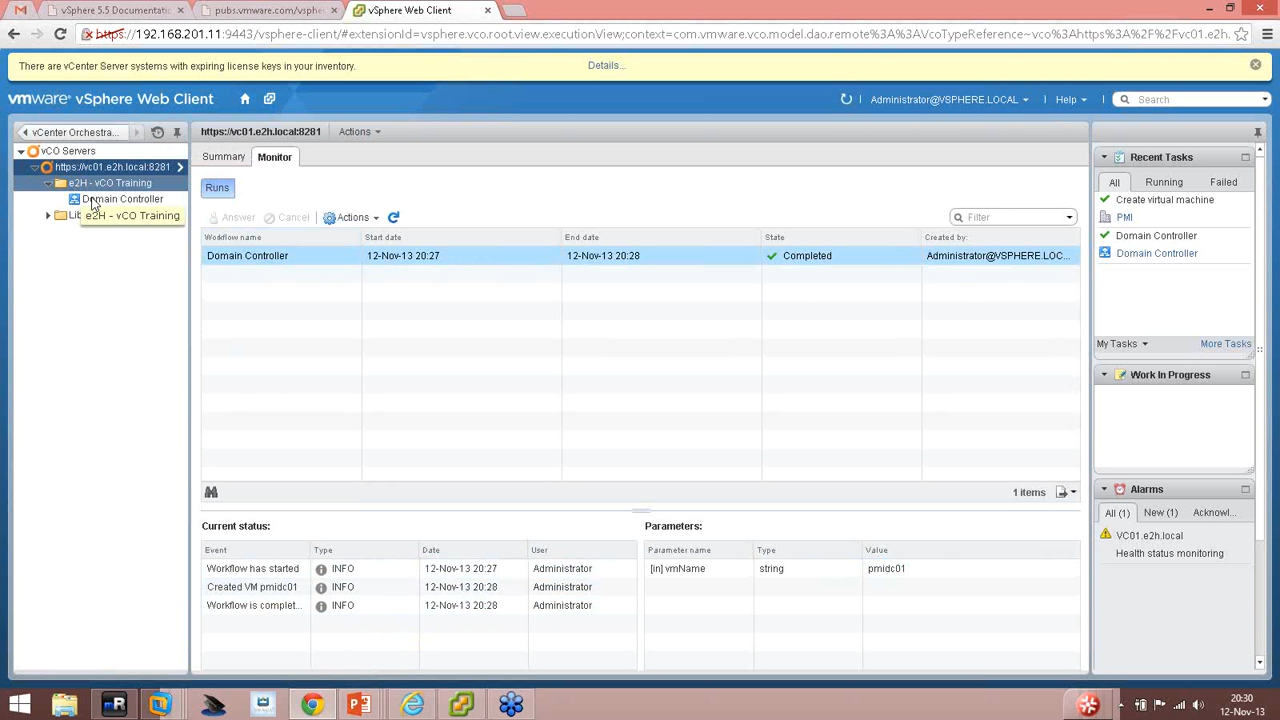 vSphere 5.5 Documentatio
pubs.vmware.com/vspher
vSphere Web Client
https://192.168.201.11:9443/vsphere-client/#extensionId=vsphere.vco.root.view.executionView;context=com.vmware.vco.model.dao.remote%3A%3AVcoTypeReference~vco%3Ahttps%3A%2F%2Fvc01.e2h.
There are vCenter Server systems with expiring license keys in your inventory.
Details...
vmware® vSphere Web Client
Administrator@VSPHERE.LOCAL
Help
Search
vCenter Orchestra...
https://vc01.e2h.local:8281
Actions
vCO Servers
https://vc01.e2h.local:8281
e2H - vCO Training
Domain Controller
Lib
e2H - vCO Training
Summary
Monitor
Runs
Answer
Cancel
Actions
Filter
Workflow name
Start date
End date
State
Created by:
Domain Controller
12-Nov-13 20:27
12-Nov-13 20:28
Completed
Administrator@VSPHERE.LOC...
1 items
Current status:
Event
Type
Date
User
Workflow has started
INFO
12-Nov-13 20:27
Administrator
Created VM pmidc01
INFO
12-Nov-13 20:28
Administrator
Workflow is complet...
INFO
12-Nov-13 20:28
Administrator
Parameters:
Parameter name
Type
Value
[in] vmName
string
pmidc01
Recent Tasks
All
Running
Failed
Create virtual machine
PMI
Domain Controller
Domain Controller
My Tasks
More Tasks
Work In Progress
Alarms
All (1)
New (1)
Acknowl...
VC01.e2h.local
Health status monitoring
20:30
12-Nov-13